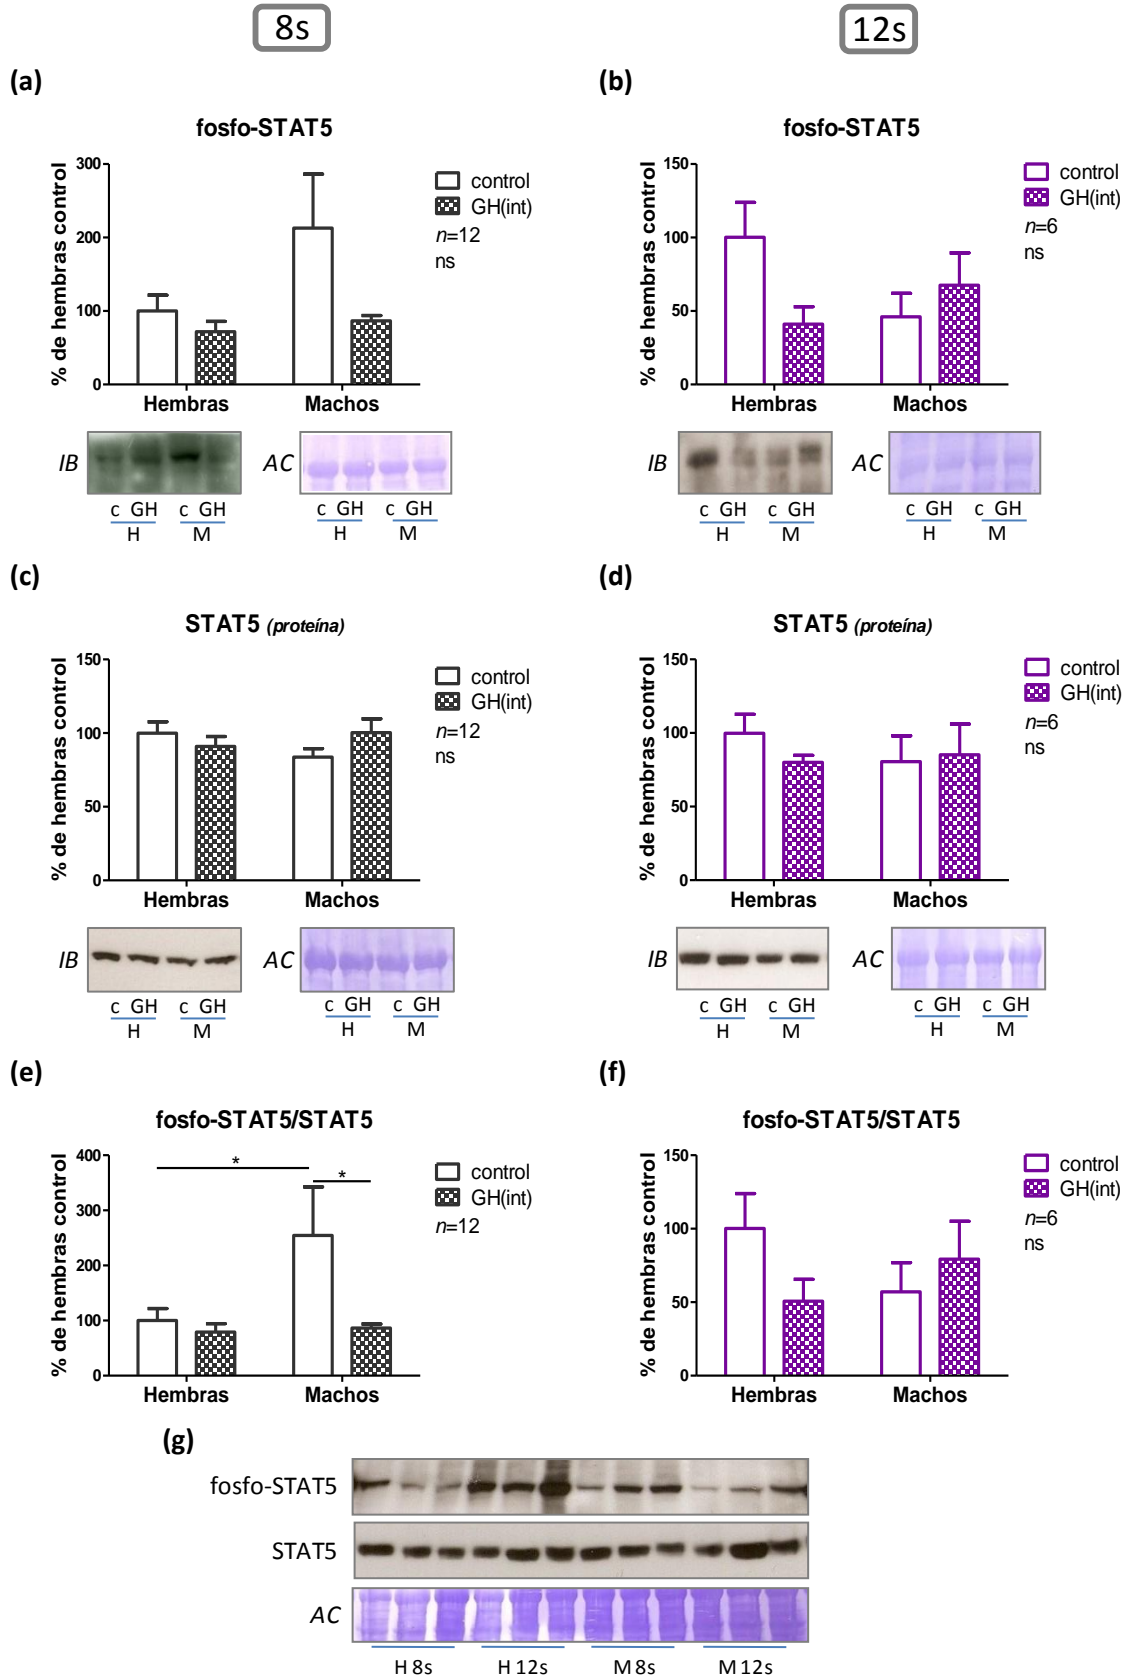 8s
12s
(a)
(b)
fosfo-STAT5
fosfo-STAT5
% de hembras control
300
200
100
0
Hembras
Machos
control
GH(int)
n=12
ns
% de hembras control
150
100
50
0
Hembras
Machos
control
GH(int)
n=6
ns
IB
AC
IB
AC
c GH c GH
H M
c GH c GH
H M
c GH c GH
H M
c GH c GH
H M
(c)
(d)
STAT5 (proteína)
STAT5 (proteína)
% de hembras control
150
100
50
0
Hembras
Machos
control
GH(int)
n=12
ns
% de hembras control
150
100
50
0
Hembras
Machos
control
GH(int)
n=6
ns
IB
AC
IB
AC
c GH c GH
H M
c GH c GH
H M
c GH c GH
H M
c GH c GH
H M
(e)
(f)
fosfo-STAT5/STAT5
fosfo-STAT5/STAT5
% de hembras control
400
300
200
100
0
*
*
Hembras
Machos
control
GH(int)
n=12
% de hembras control
150
100
50
0
Hembras
Machos
control
GH(int)
n=6
ns
(g)
fosfo-STAT5
STAT5
AC
H 8s H 12s M 8s M 12s